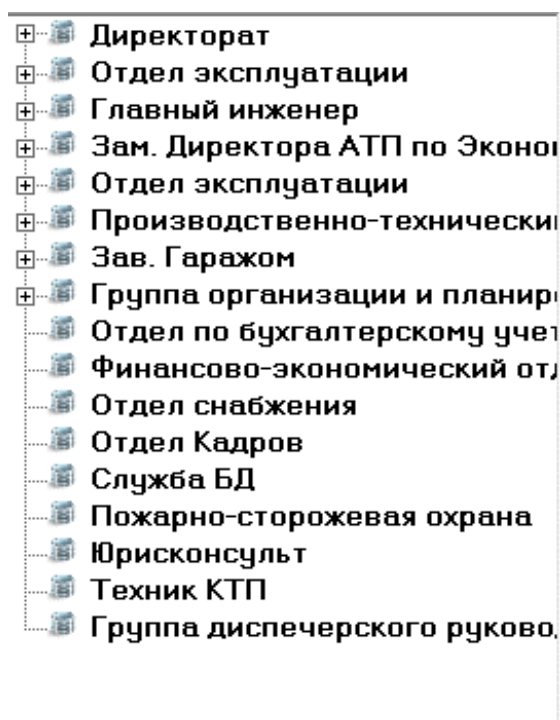 Директорат
Отдел эксплуатации
Главный инженер
Зам. Директора АТП по Эконо
Отдел эксплуатации
Производственно-технически
Зав. Гаражом
Группа организации и планир
Отдел по бухгалтерскому учет
Финансово-экономический от
Отдел снабжения
Отдел Кадров
Служба БД
Пожарно-сторожевая охрана
Юрисконсульт
Техник КТП
Группа диспечерского руково